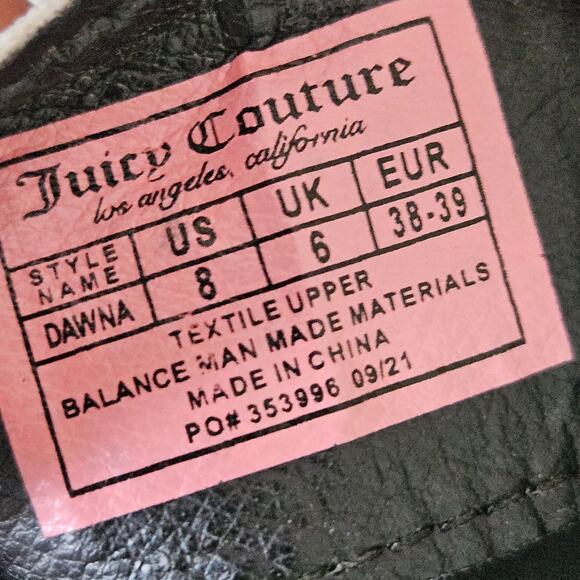 Juicy Couture
los angeles, california
STYLE NAME US UK EUR
DAWNA 8 6 38-39
TEXTILE UPPER
BALANCE MAN MADE MATERIALS
MADE IN CHINA
PO# 353996 09/21